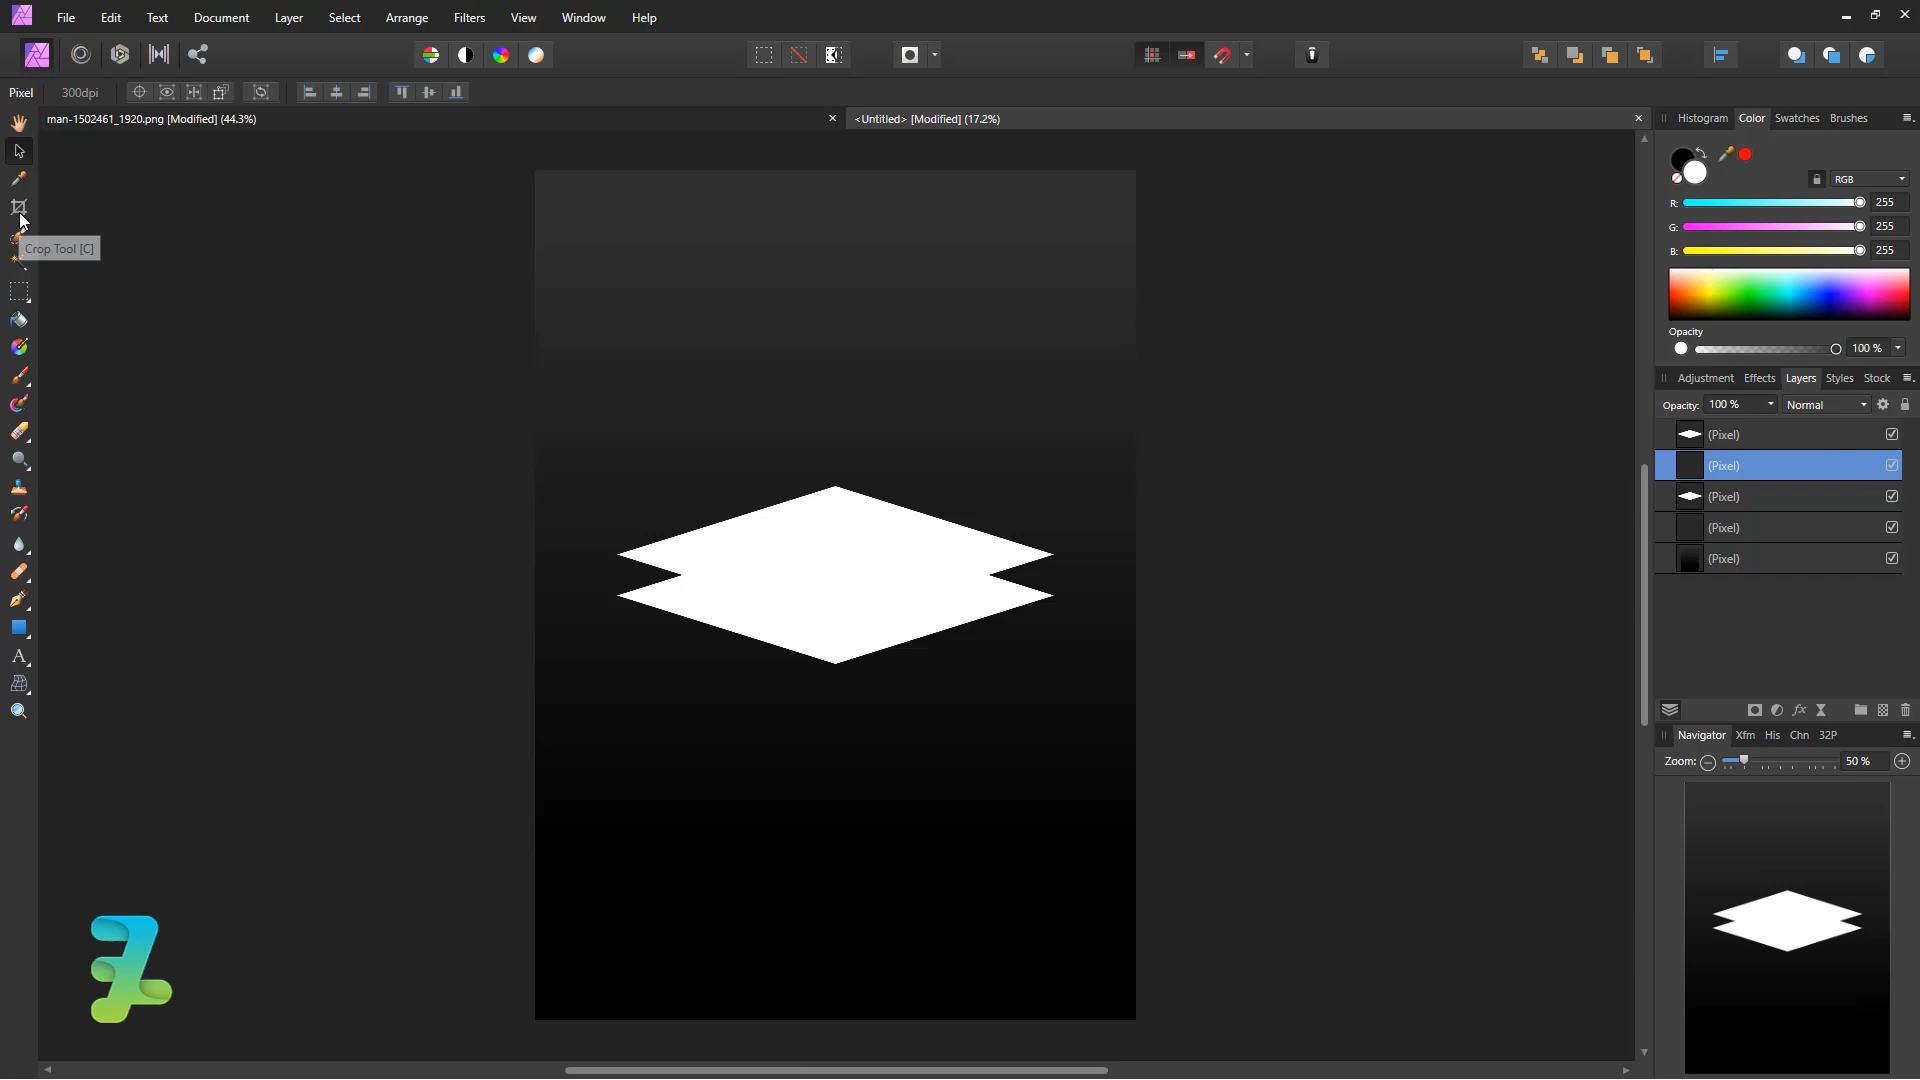 File Edit Text Document Layer Select Arrange Filters View Window Help
Pixel 300dpi
man-1502461_1920.png [Modified] (44.3%)
<Untitled> [Modified] (17.2%)
Histogram Color Swatches Brushes
RGB
R: 255
G: 255
B: 255
Crop Tool [C]
Opacity
100 %
Adjustment Effects Layers Styles Stock
Opacity: 100 % Normal
(Pixel)
(Pixel)
(Pixel)
(Pixel)
(Pixel)
fx
Navigator Xfm His Chn 32P
Zoom: 50 %
A